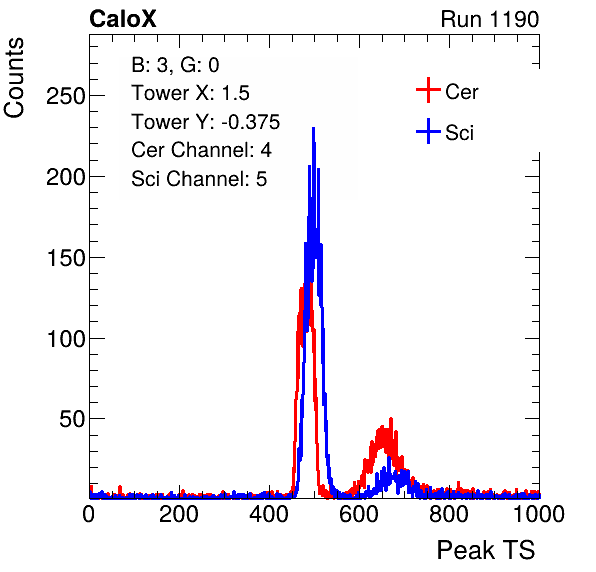 CaloX Run 1190
Counts
B: 3, G: 0
Tower X: 1.5
Tower Y: -0.375
Cer Channel: 4
Sci Channel: 5
Cer
Sci
250
200
150
100
50
0 200 400 600 800 1000
Peak TS